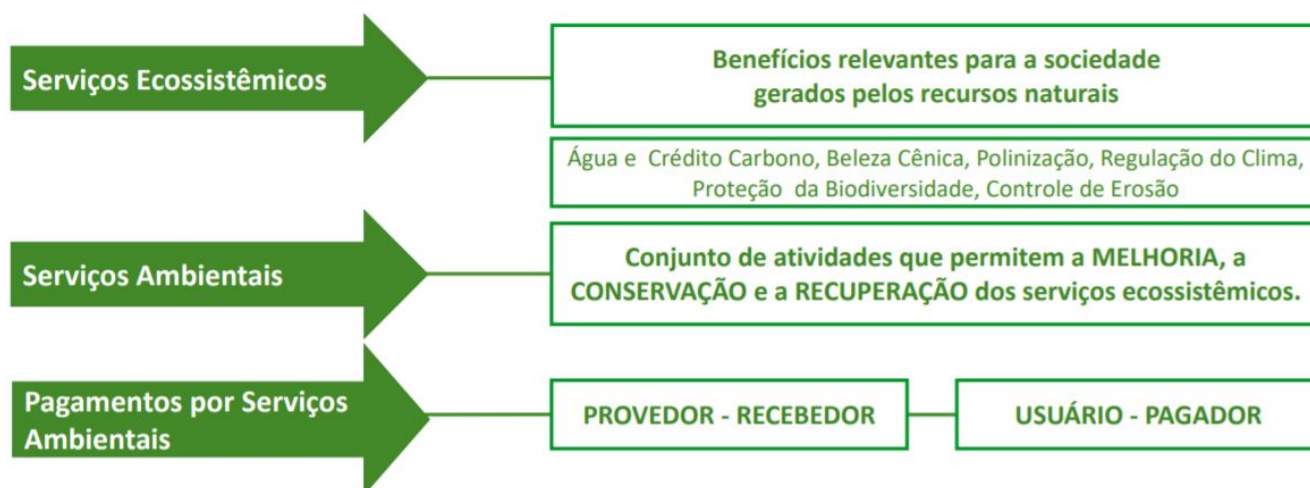 Serviços Ecossistêmicos
Benefícios relevantes para a sociedade
gerados pelos recursos naturais
Água e Crédito Carbono, Beleza Cênica, Polinização, Regulação do Clima,
Proteção da Biodiversidade, Controle de Erosão
Serviços Ambientais
Conjunto de atividades que permitem a MELHORIA, a
CONSERVAÇÃO e a RECUPERAÇÃO dos serviços ecossistêmicos.
Pagamentos por Serviços
Ambientais
PROVEDOR - RECEBEDOR
USUÁRIO - PAGADOR